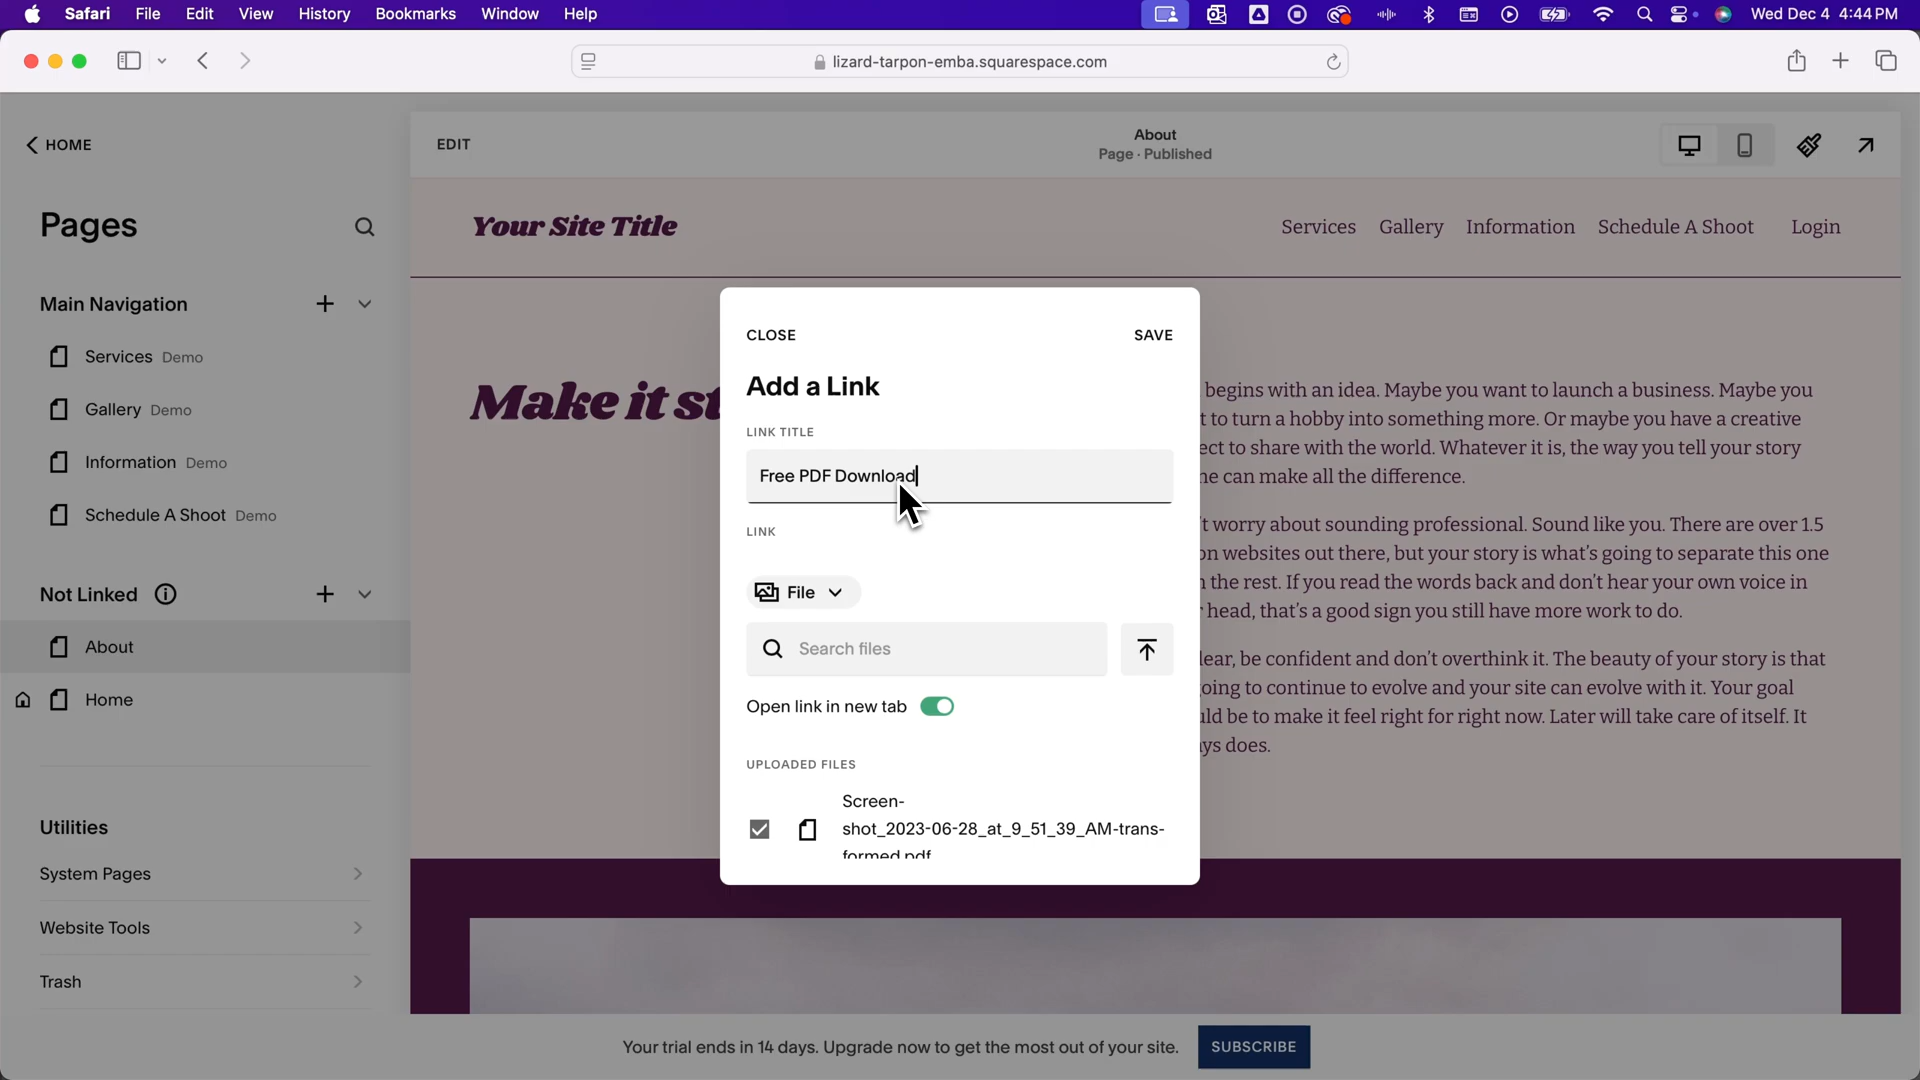 Safari File Edit View History Bookmarks Window Help Wed Dec 4 4:44 PM
lizard-tarpon-emba.squarespace.com
HOME
Pages
Main Navigation
Services Demo
Gallery Demo
Information Demo
Schedule A Shoot Demo
Not Linked
About
Home
Utilities
System Pages
Website Tools
Trash
EDIT
About
Page · Published
Your Site Title
Services Gallery Information Schedule A Shoot Login
Make it st
begins with an idea. Maybe you want to launch a business. Maybe you
to turn a hobby into something more. Or maybe you have a creative
to share with the world. Whatever it is, the way you tell your story
can make all the difference.
worry about sounding professional. Sound like you. There are over 1.5
websites out there, but your story is what's going to separate this one
the rest. If you read the words back and don't hear your own voice in
head, that's a good sign you still have more work to do.
be confident and don't overthink it. The beauty of your story is that
to continue to evolve and your site can evolve with it. Your goal
be to make it feel right for right now. Later will take care of itself. It
does.
CLOSE SAVE
Add a Link
LINK TITLE
Free PDF Download
LINK
File
Search files
Open link in new tab
UPLOADED FILES
Screen-
shot_2023-06-28_at_9_51_39_AM-trans-
formed.pdf
Your trial ends in 14 days. Upgrade now to get the most out of your site. SUBSCRIBE